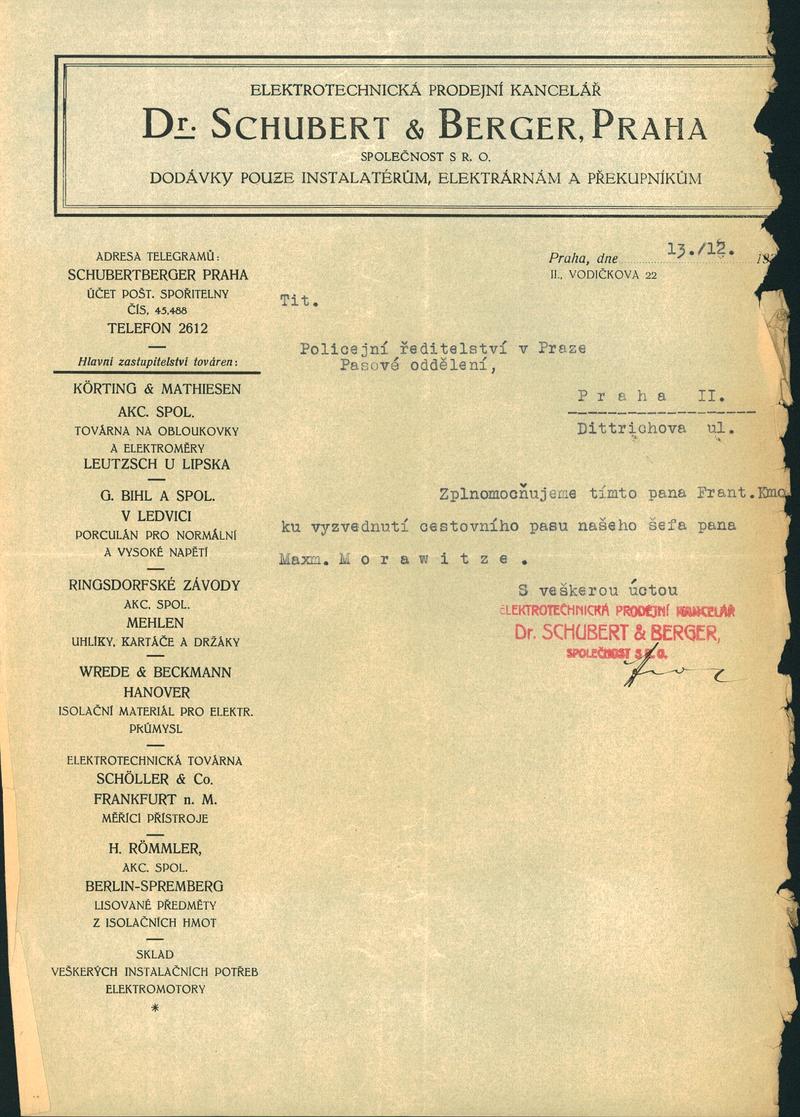 ELEKTROTECHNICKÁ PRODEJNÍ KANCELÁŘ
Dr. SCHUBERT & BERGER, PRAHA
SPOLEČNOST S R. O.
DODÁVKY POUZE INSTALATÉRŮM, ELEKTRÁRNÁM A PŘEKUPNÍKŮM
ADRESA TELEGRAMŮ:
SCHUBERTBERGER PRAHA
ÚČET POŠT. SPOŘITELNY
ČÍS. 45.488
TELEFON 2612
Hlavní zastupitelství továren:
KÖRTING & MATHIESEN
AKC. SPOL.
TOVÁRNA NA OBLOUKOVKY
A ELEKTROMĚRY
LEUTZSCH U LIPSKA
G. BIHL A SPOL.
V LEDVICI
PORCULÁN PRO NORMÁLNÍ
A VYSOKÉ NAPĚTÍ
RINGSDORFSKÉ ZÁVODY
AKC. SPOL.
MEHLEN
UHLÍKY, KARTÁČE A DRŽÁKY
WREDE & BECKMANN
HANOVER
ISOLAČNÍ MATERIÁL PRO ELEKTR.
PRŮMYSL
ELEKTROTECHNICKÁ TOVÁRNA
SCHÖLLER & Co.
FRANKFURT n. M.
MĚŘÍCÍ PŘÍSTROJE
H. RÖMMLER,
AKC. SPOL.
BERLIN-SPREMBERG
LISOVANÉ PŘEDMĚTY
Z ISOLAČNÍCH HMOT
SKLAD
VEŠKERÝCH INSTALAČNÍCH POTŘEB
ELEKTROMOTORY
*
Praha, dne 13./12.
II., VODIČKOVA 22
Tit.
Policejní ředitelství v Praze
Pasové oddělení,
Praha II.
Dittrichova ul.
Zplnomocňujeme tímto pana Frant.
ku vyzvednutí cestovního pasu našeho šefa pana
Maxm. Morawitze.
S veškerou úctou
ELEKTROTECHNICKÁ PRODEJNÍ KANCELÁŘ
Dr. SCHUBERT & BERGER,
SPOLEČNOST S R. O.